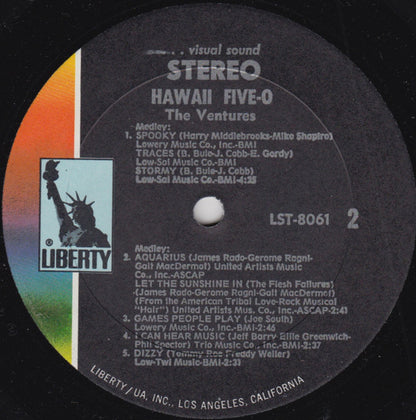 ... visual sound
STEREO
HAWAII FIVE-O
The Ventures
Medley:
1. SPOOKY (Harry Middlebrooks-Mike Shapiro)
Lowery Music Co., Inc.-BMI
TRACES (B. Buie-J. Cobb-E. Gordy)
Low-Sal Music Co.-BMI
STORMY (B. Buie-J. Cobb)
Low-Sal Music Co.-BMI-4:25
LST-8061 2
Medley:
2. AQUARIUS (James Rado-Gerome Ragni-
Galt MacDermot) United Artists Music
Co., Inc.-ASCAP
LET THE SUNSHINE IN (The Flesh Failures)
(James Rado-Gerome Ragni-Galt MacDermot)
(From the American Tribal Love-Rock Musical
"Hair") United Artists Mus. Co., Inc.-ASCAP-2:41
3. GAMES PEOPLE PLAY (Joe South)
Lowery Music Co., Inc.-BMI-2:46
4. I CAN HEAR MUSIC (Jeff Barry Ellie Greenwich-
Phil Spector) Trio Music Co., Inc.-BMI-2:37
5. DIZZY (Tommy Roe Freddy Weller)
Low-Twi Music-BMI-2:32
® LIBERTY
LIBERTY/UA, INC., LOS ANGELES, CALIFORNIA